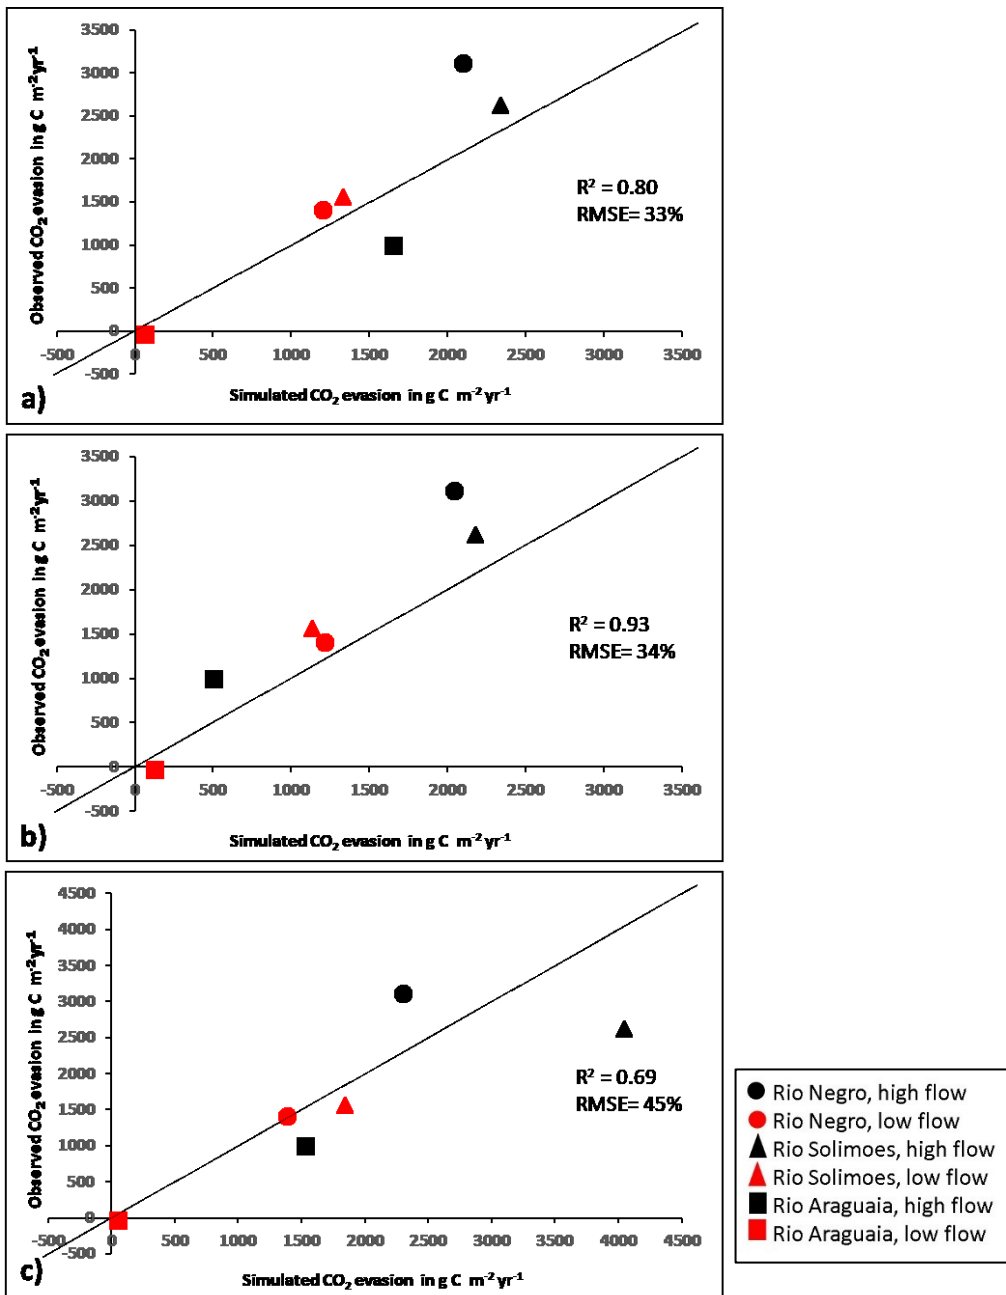 3500
3000
2500
2000
1500
1000
500
0
-500
-500 0 500 1000 1500 2000 2500 3000 3500
Observed CO₂ evasion in g C m⁻² yr⁻¹
R² = 0.80
RMSE= 33%
a)
Simulated CO₂ evasion in g C m⁻² yr⁻¹
3500
3000
2500
2000
1500
1000
500
0
-500
-500 0 500 1000 1500 2000 2500 3000 3500
Observed CO₂ evasion in g C m⁻² yr⁻¹
R² = 0.93
RMSE= 34%
b)
Simulated CO₂ evasion in g C m⁻² yr⁻¹
4500
4000
3500
3000
2500
2000
1500
1000
500
0
-500
-500 0 500 1000 1500 2000 2500 3000 3500 4000 4500
Observed CO₂ evasion in g C m⁻² yr⁻¹
R² = 0.69
RMSE= 45%
c)
Simulated CO₂ evasion in g C m⁻² yr⁻¹
Rio Negro, high flow
Rio Negro, low flow
Rio Solimoes, high flow
Rio Solimoes, low flow
Rio Araguaia, high flow
Rio Araguaia, low flow